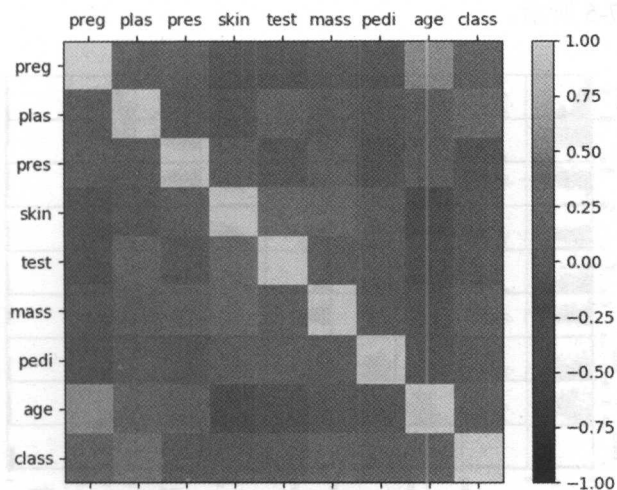 preg plas pres skin test mass pedi age class
preg
plas
pres
skin
test
mass
pedi
age
class
1.00
0.75
0.50
0.25
0.00
−0.25
−0.50
−0.75
−1.00